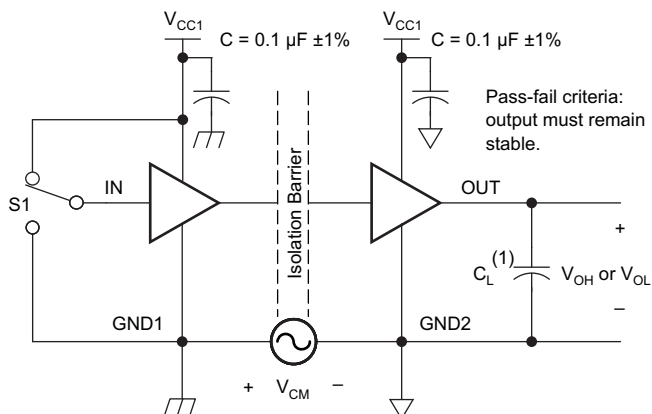 VCC1
C = 0.1 µF ±1%
VCC1
C = 0.1 µF ±1%
Pass-fail criteria:
output must remain
stable.
S1
IN
Isolation Barrier
OUT
+
CL(1)
VOH or VOL
–
GND1
GND2
+ VCM –